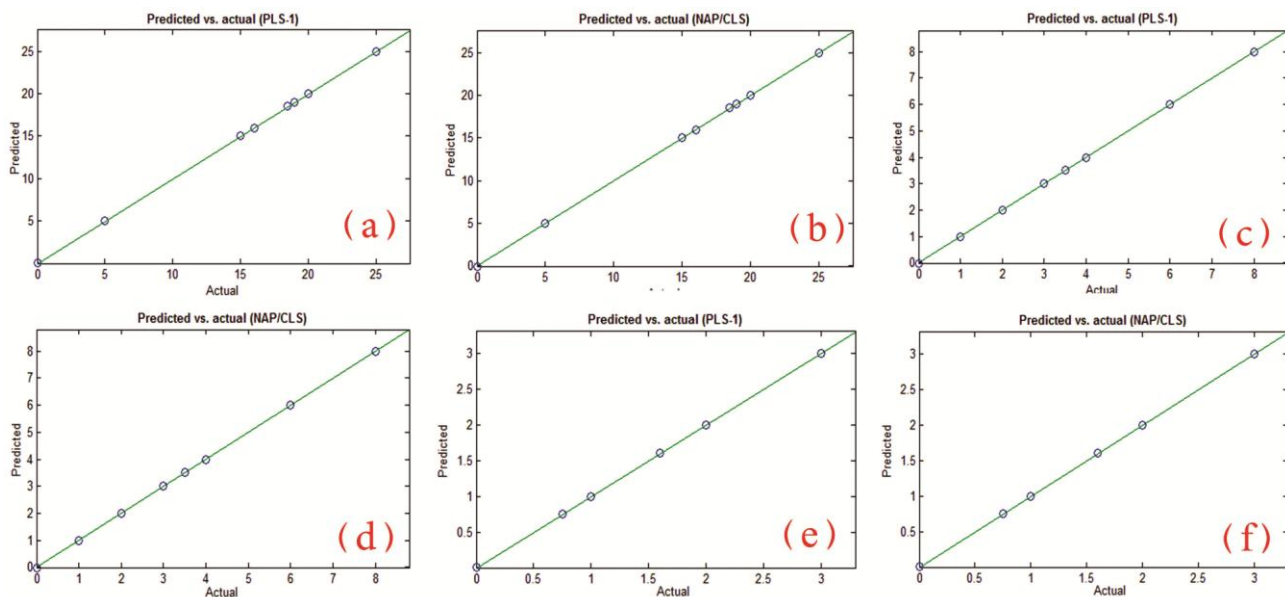 Predicted vs. actual (PLS-1)
Predicted
25
20
15
10
5
0
0 5 10 15 20 25
Actual
(a)
Predicted vs. actual (NAP/CLS)
Predicted
25
20
15
10
5
0
0 5 10 15 20 25
(b)
Predicted vs. actual (PLS-1)
Predicted
8
7
6
5
4
3
2
1
0
0 1 2 3 4 5 6 7 8
Actual
(c)
Predicted vs. actual (NAP/CLS)
Predicted
8
7
6
5
4
3
2
1
0
0 1 2 3 4 5 6 7 8
Actual
(d)
Predicted vs. actual (PLS-1)
Predicted
3
2.5
2
1.5
1
0.5
0
0 0.5 1 1.5 2 2.5 3
Actual
(e)
Predicted vs. actual (NAP/CLS)
Predicted
3
2.5
2
1.5
1
0.5
0 0.5 1 1.5 2 2.5 3
Actual
(f)